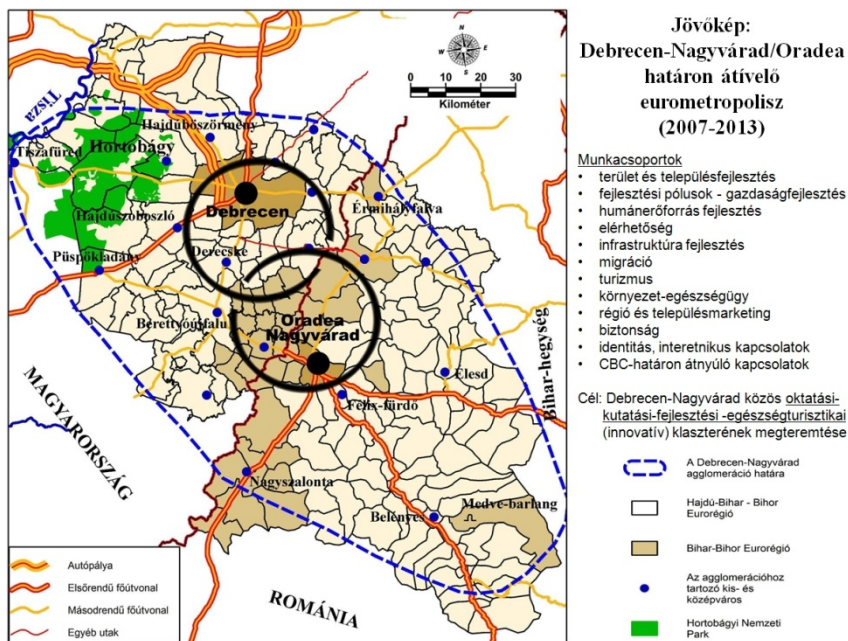 Jövőkép:
Debrecen-Nagyvárad/Oradea
határon átívelő
eurometropolisz
(2007-2013)
Munkacsoportok
• terület és településfejlesztés
• fejlesztési pólusok - gazdaságfejlesztés
• humánerőforrás fejlesztés
• elérhetőség
• infrastruktúra fejlesztés
• migráció
• turizmus
• környezet-egészségügy
• régió és településmarketing
• biztonság
• identitás, interetnikus kapcsolatok
• CBC-határon átnyúló kapcsolatok
Cél: Debrecen-Nagyvárad közös oktatási-
kutatási-fejlesztési -egészségturisztikai
(innovatív) klaszterének megteremtése
A Debrecen-Nagyvárad
agglomeráció határa
Hajdú-Bihar - Bihor
Eurorégió
Bihar-Bihor Eurorégió
Az agglomerációhoz
tartozó kis- és
középváros
Hortobágyi Nemzeti
Park
N
W
E
S
0 10 20 30
Kilométer
Tisza
Tiszafüred
Hortobágy
Hajdúböszörmény
Debrecen
Hajdúszoboszló
Érmihályfalva
Püspökladány
Derecske
Berettyóújfalu
Oradea
Nagyvárad
Élesd
Bihar-hegység
Félix-fürdő
MAGYARORSZÁG
Nagyszalonta
Belényes
Medve-barlang
ROMÁNIA
Autópálya
Elsőrendű főútvonal
Másodrendű főútvonal
Egyéb utak